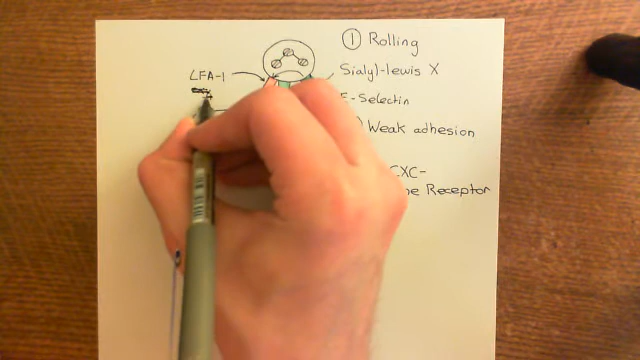 ① Rolling
LFA-1
Sialyl-lewis X
E-Selectin
Weak adhesion
CXC-
Receptor